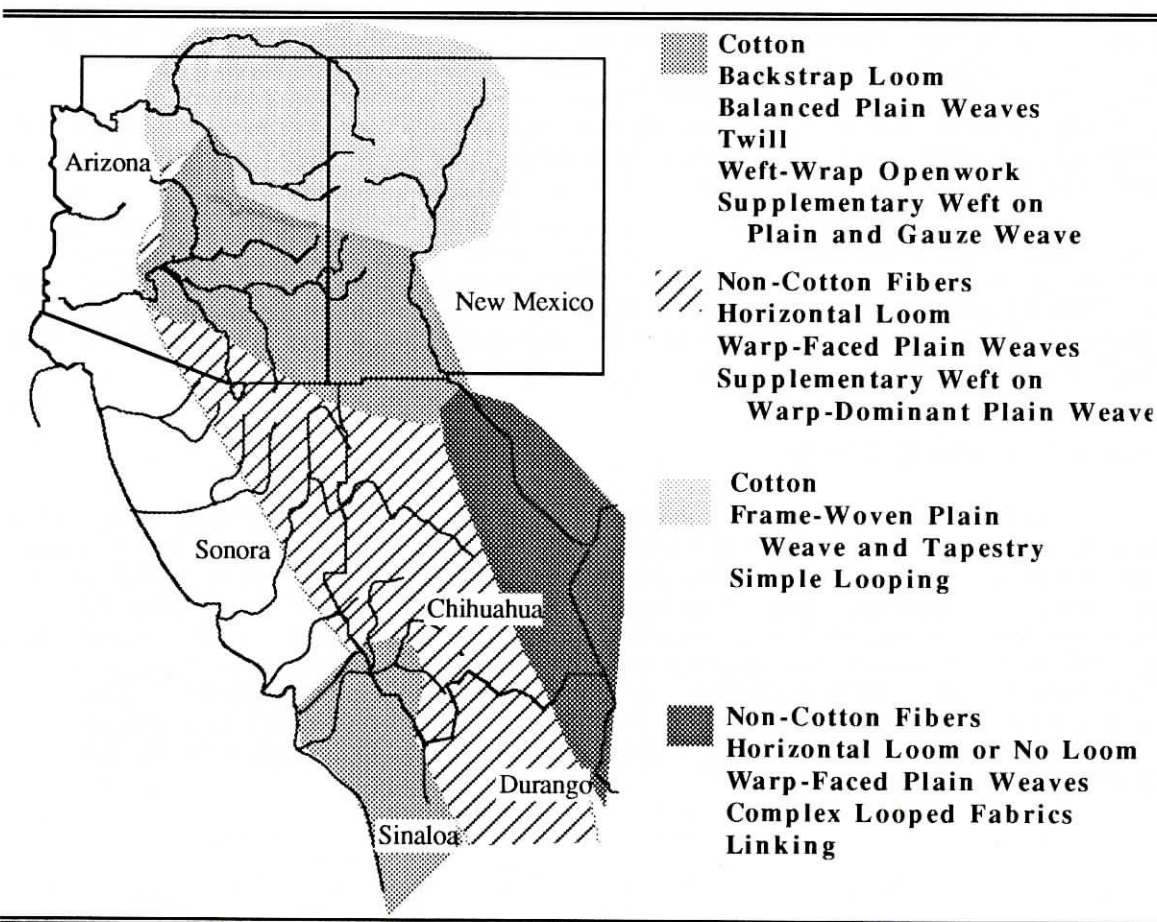 Arizona
New Mexico
Sonora
Chihuahua
Durango
Sinaloa
Cotton
Backstrap Loom
Balanced Plain Weaves
Twill
Weft-Wrap Openwork
Supplementary Weft on
Plain and Gauze Weave
Non-Cotton Fibers
Horizontal Loom
Warp-Faced Plain Weaves
Supplementary Weft on
Warp-Dominant Plain Weave
Cotton
Frame-Woven Plain
Weave and Tapestry
Simple Looping
Non-Cotton Fibers
Horizontal Loom or No Loom
Warp-Faced Plain Weaves
Complex Looped Fabrics
Linking